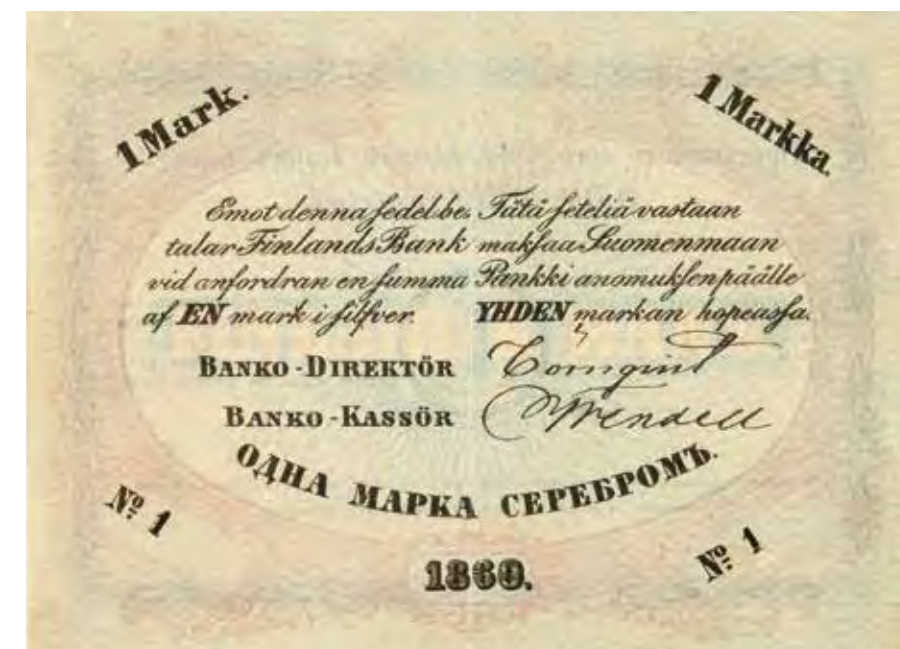 1 Mark.
1 Markka.
Emot denna ſedel be-
talar Finlands Bank
vid anfordran en ſumma
af EN mark i ſilfver.
Tätä ſeteliä vastaan
makſaa Suomenmaan
Pankki anomukſen päälle
YHDEN markan hopeasſa.
BANKO-DIREKTÖR
BANKO-KASSÖR Wendell
ОДНА МАРКА СЕРЕБРОМЪ.
№ 1
№ 1
1860.